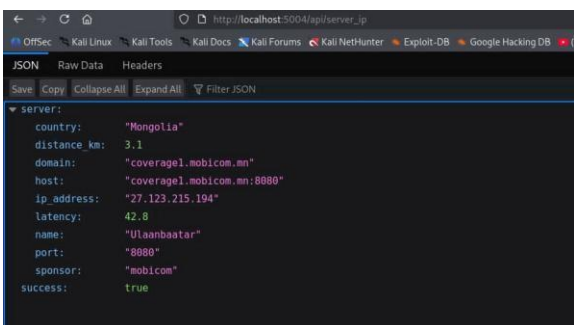 http://localhost:5004/api/server_ip
OffSec Kali Linux Kali Tools Kali Docs Kali Forums Kali NetHunter Exploit-DB Google Hacking DB
JSON Raw Data Headers
Save Copy Collapse All Expand All Filter JSON
server:
country: "Mongolia"
distance_km: 3.1
domain: "coverage1.mobicom.mn"
host: "coverage1.mobicom.mn:8080"
ip_address: "27.123.215.194"
latency: 42.8
name: "Ulaanbaatar"
port: "8080"
sponsor: "mobicom"
success: true